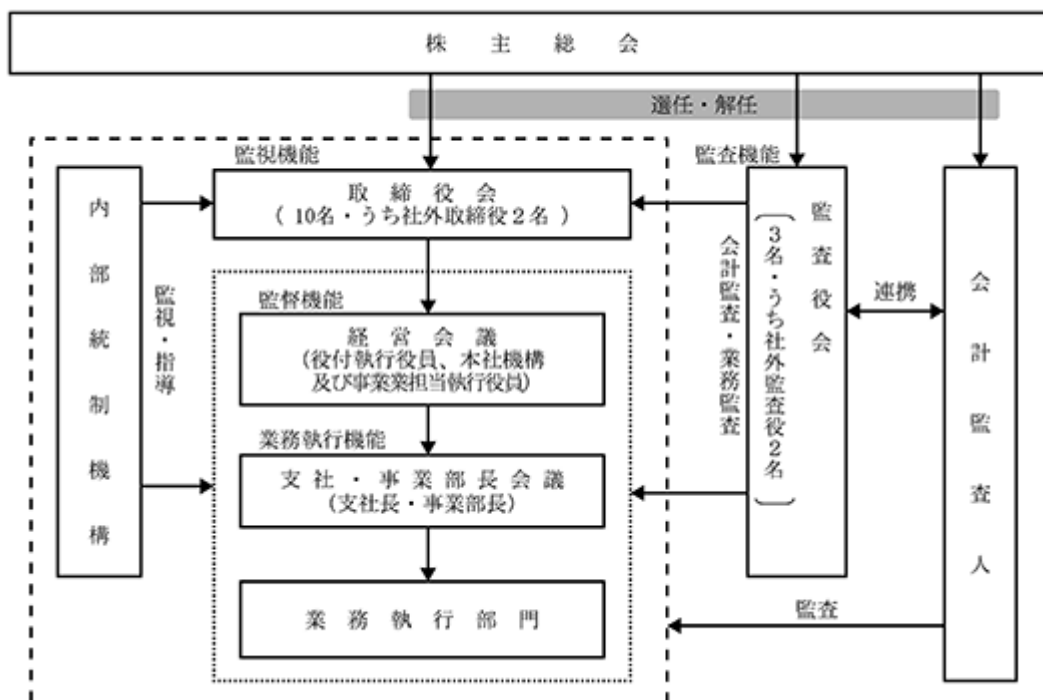 株主総会
選任・解任
監視機能
監査機能
取締役会
(10名・うち社外取締役2名)
内部統制機構
監視・指導
監督機能
経営会議
(役付執行役員、本社機構
及び事業業担当執行役員)
業務執行機能
支社・事業部長会議
(支社長・事業部長)
業務執行部門
会計監査・業務監査
監査役会
(3名・うち社外監査役2名)
連携
会計監査人
監査